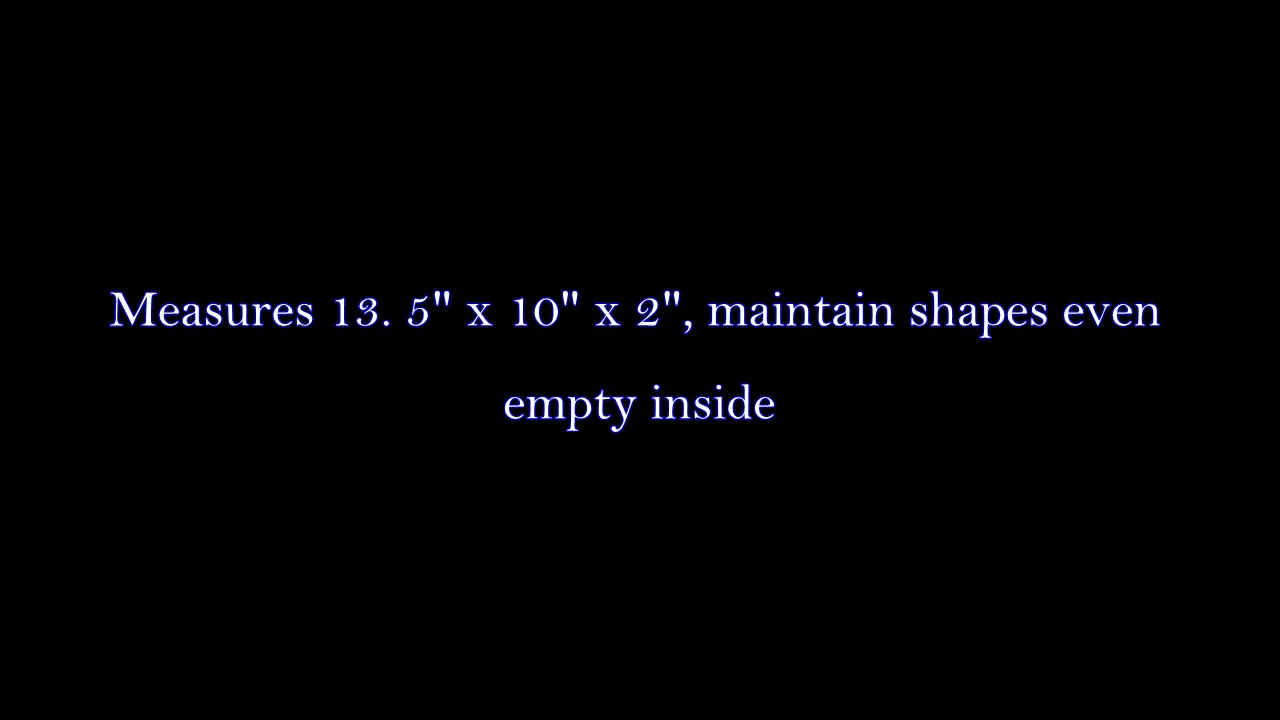 Measures 13. 5" x 10" x 2", maintain shapes even
empty inside